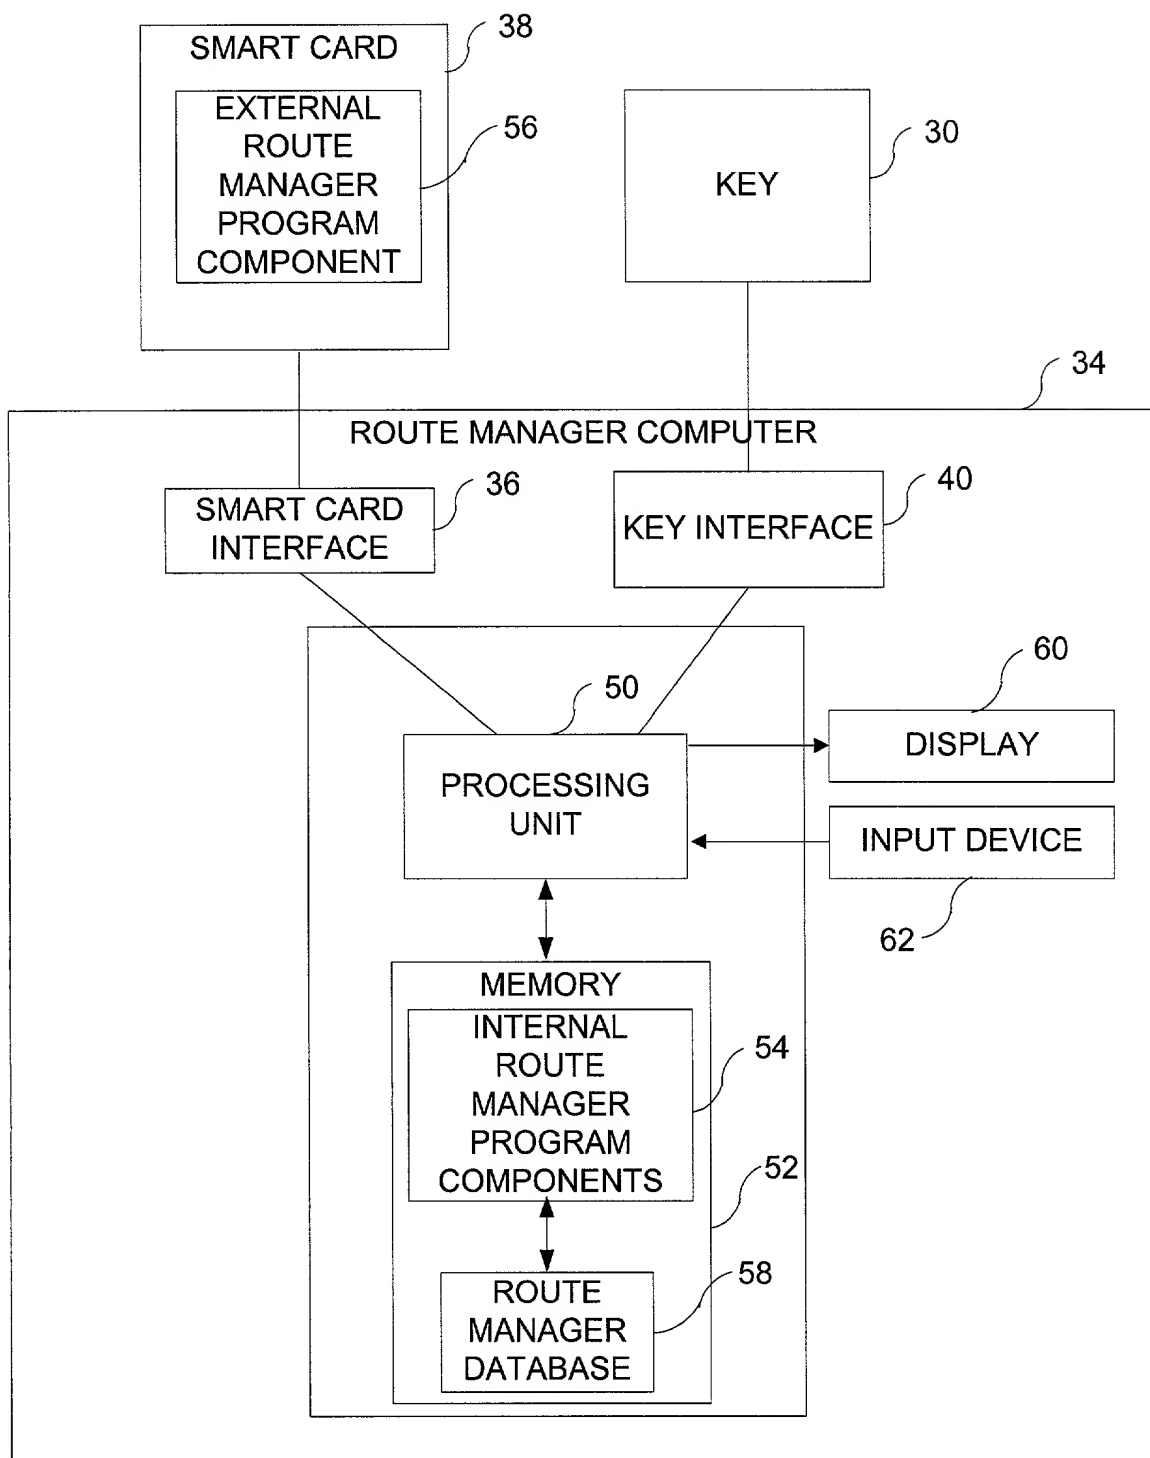 38
SMART CARD
EXTERNAL
ROUTE
MANAGER
PROGRAM
COMPONENT
56
KEY
30
34
ROUTE MANAGER COMPUTER
SMART CARD
INTERFACE
36
KEY INTERFACE
40
50
PROCESSING
UNIT
60
DISPLAY
INPUT DEVICE
62
MEMORY
INTERNAL
ROUTE
MANAGER
PROGRAM
COMPONENTS
54
52
ROUTE
MANAGER
DATABASE
58